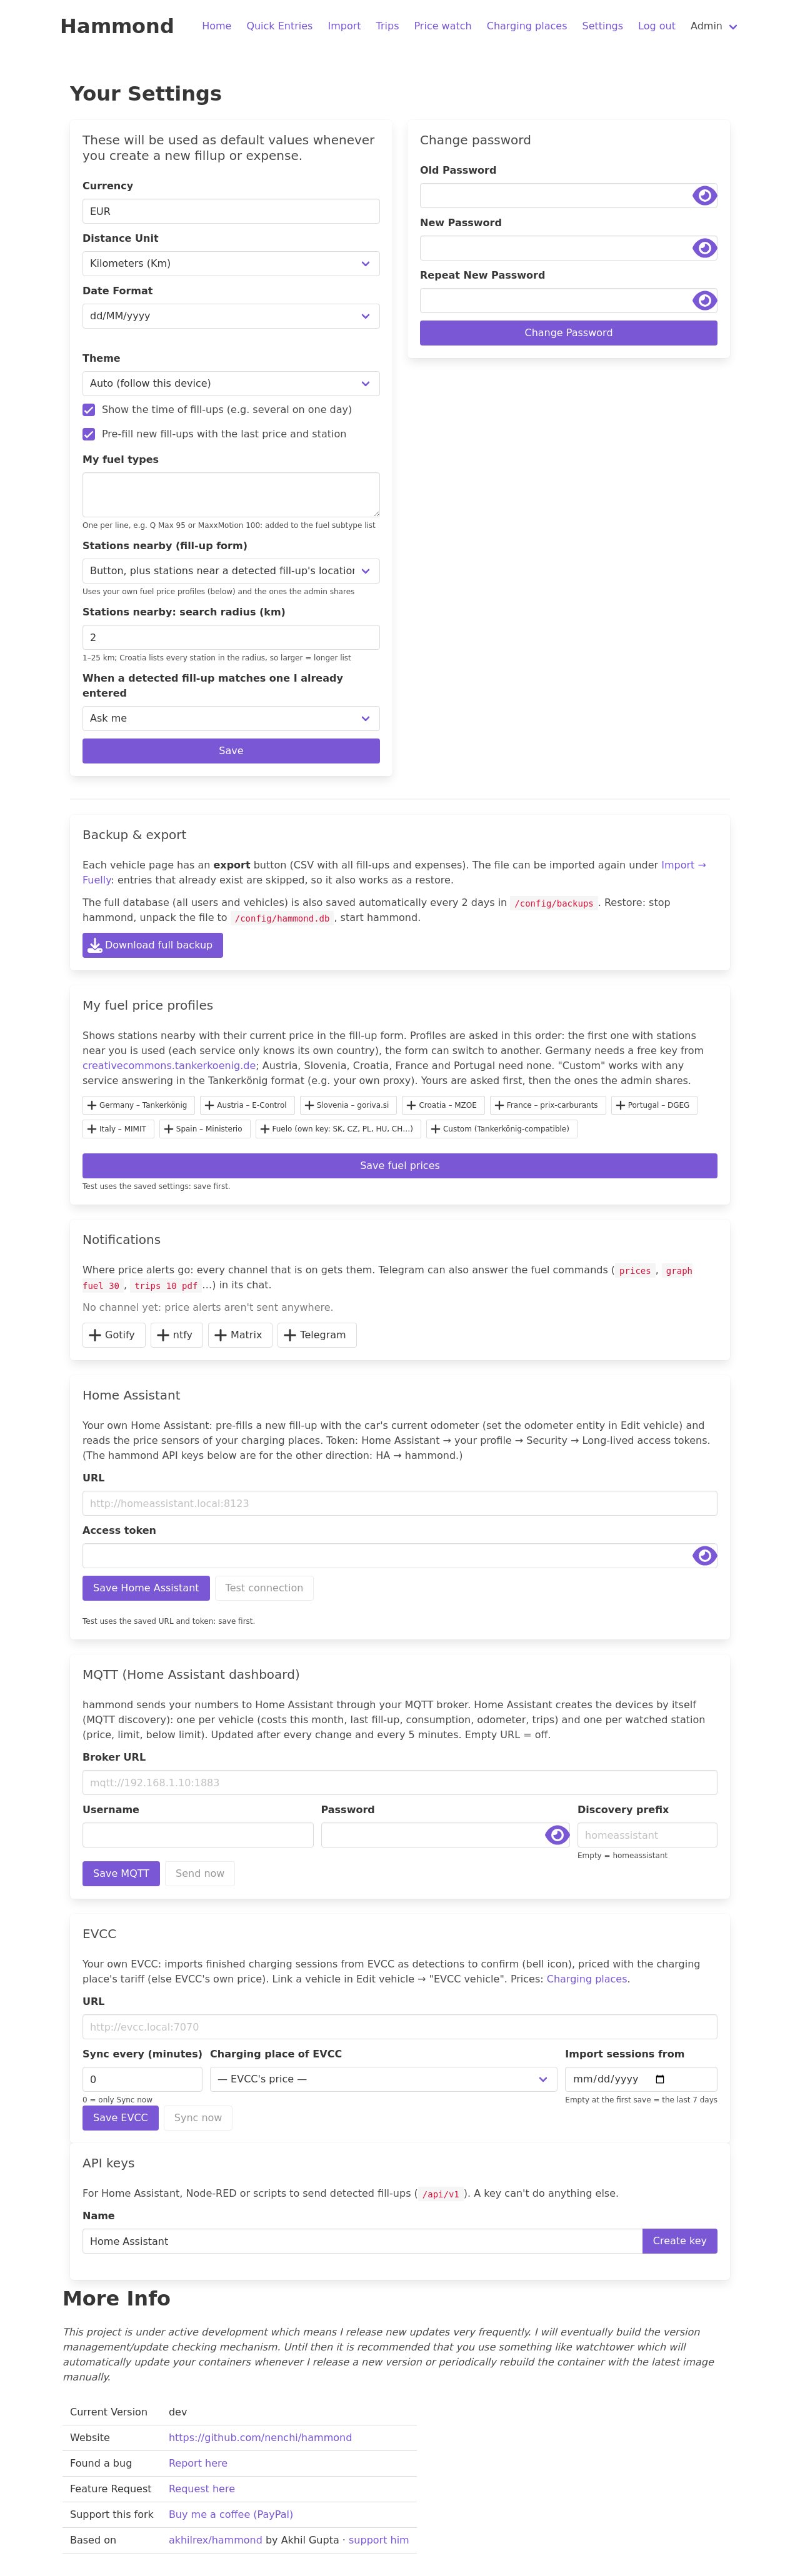 Hammond
Home Quick Entries Import Trips Price watch Charging places Settings Log out Admin
Your Settings
These will be used as default values whenever
you create a new fillup or expense.
Currency
EUR
Distance Unit
Kilometers (Km)
Date Format
dd/MM/yyyy
Theme
Auto (follow this device)
Show the time of fill-ups (e.g. several on one day)
Pre-fill new fill-ups with the last price and station
My fuel types
One per line, e.g. Q Max 95 or MaxxMotion 100: added to the fuel subtype list
Stations nearby (fill-up form)
Button, plus stations near a detected fill-up's location
Uses your own fuel price profiles (below) and the ones the admin shares
Stations nearby: search radius (km)
2
1–25 km; Croatia lists every station in the radius, so larger = longer list
When a detected fill-up matches one I already
entered
Ask me
Save
Change password
Old Password
New Password
Repeat New Password
Change Password
Backup & export
Each vehicle page has an export button (CSV with all fill-ups and expenses). The file can be imported again under Import →
Fuelly: entries that already exist are skipped, so it also works as a restore.
The full database (all users and vehicles) is also saved automatically every 2 days in /config/backups . Restore: stop
hammond, unpack the file to /config/hammond.db , start hammond.
Download full backup
My fuel price profiles
Shows stations nearby with their current price in the fill-up form. Profiles are asked in this order: the first one with stations
near you is used (each service only knows its own country), the form can switch to another. Germany needs a free key from
creativecommons.tankerkoenig.de; Austria, Slovenia, Croatia, France and Portugal need none. "Custom" works with any
service answering in the Tankerkönig format (e.g. your own proxy). Yours are asked first, then the ones the admin shares.
Germany – Tankerkönig Austria – E-Control Slovenia – goriva.si Croatia – MZOE France – prix-carburants Portugal – DGEG
Italy – MIMIT Spain – Ministerio Fuelo (own key: SK, CZ, PL, HU, CH...) Custom (Tankerkönig-compatible)
Save fuel prices
Test uses the saved settings: save first.
Notifications
Where price alerts go: every channel that is on gets them. Telegram can also answer the fuel commands ( prices , graph
fuel 30 , trips 10 pdf ...) in its chat.
No channel yet: price alerts aren't sent anywhere.
Gotify ntfy Matrix Telegram
Home Assistant
Your own Home Assistant: pre-fills a new fill-up with the car's current odometer (set the odometer entity in Edit vehicle) and
reads the price sensors of your charging places. Token: Home Assistant → your profile → Security → Long-lived access tokens.
(The hammond API keys below are for the other direction: HA → hammond.)
URL
http://homeassistant.local:8123
Access token
Save Home Assistant Test connection
Test uses the saved URL and token: save first.
MQTT (Home Assistant dashboard)
hammond sends your numbers to Home Assistant through your MQTT broker. Home Assistant creates the devices by itself
(MQTT discovery): one per vehicle (costs this month, last fill-up, consumption, odometer, trips) and one per watched station
(price, limit, below limit). Updated after every change and every 5 minutes. Empty URL = off.
Broker URL
mqtt://192.168.1.10:1883
Username Password Discovery prefix
homeassistant
Empty = homeassistant
Save MQTT Send now
EVCC
Your own EVCC: imports finished charging sessions from EVCC as detections to confirm (bell icon), priced with the charging
place's tariff (else EVCC's own price). Link a vehicle in Edit vehicle → "EVCC vehicle". Prices: Charging places.
URL
http://evcc.local:7070
Sync every (minutes) Charging place of EVCC Import sessions from
0 — EVCC's price — mm/dd/yyyy
0 = only Sync now Empty at the first save = the last 7 days
Save EVCC Sync now
API keys
For Home Assistant, Node-RED or scripts to send detected fill-ups ( /api/v1 ). A key can't do anything else.
Name
Home Assistant Create key
More Info
This project is under active development which means I release new updates very frequently. I will eventually build the version
management/update checking mechanism. Until then it is recommended that you use something like watchtower which will
automatically update your containers whenever I release a new version or periodically rebuild the container with the latest image
manually.
Current Version dev
Website https://github.com/nenchi/hammond
Found a bug Report here
Feature Request Request here
Support this fork Buy me a coffee (PayPal)
Based on akhilrex/hammond by Akhil Gupta · support him